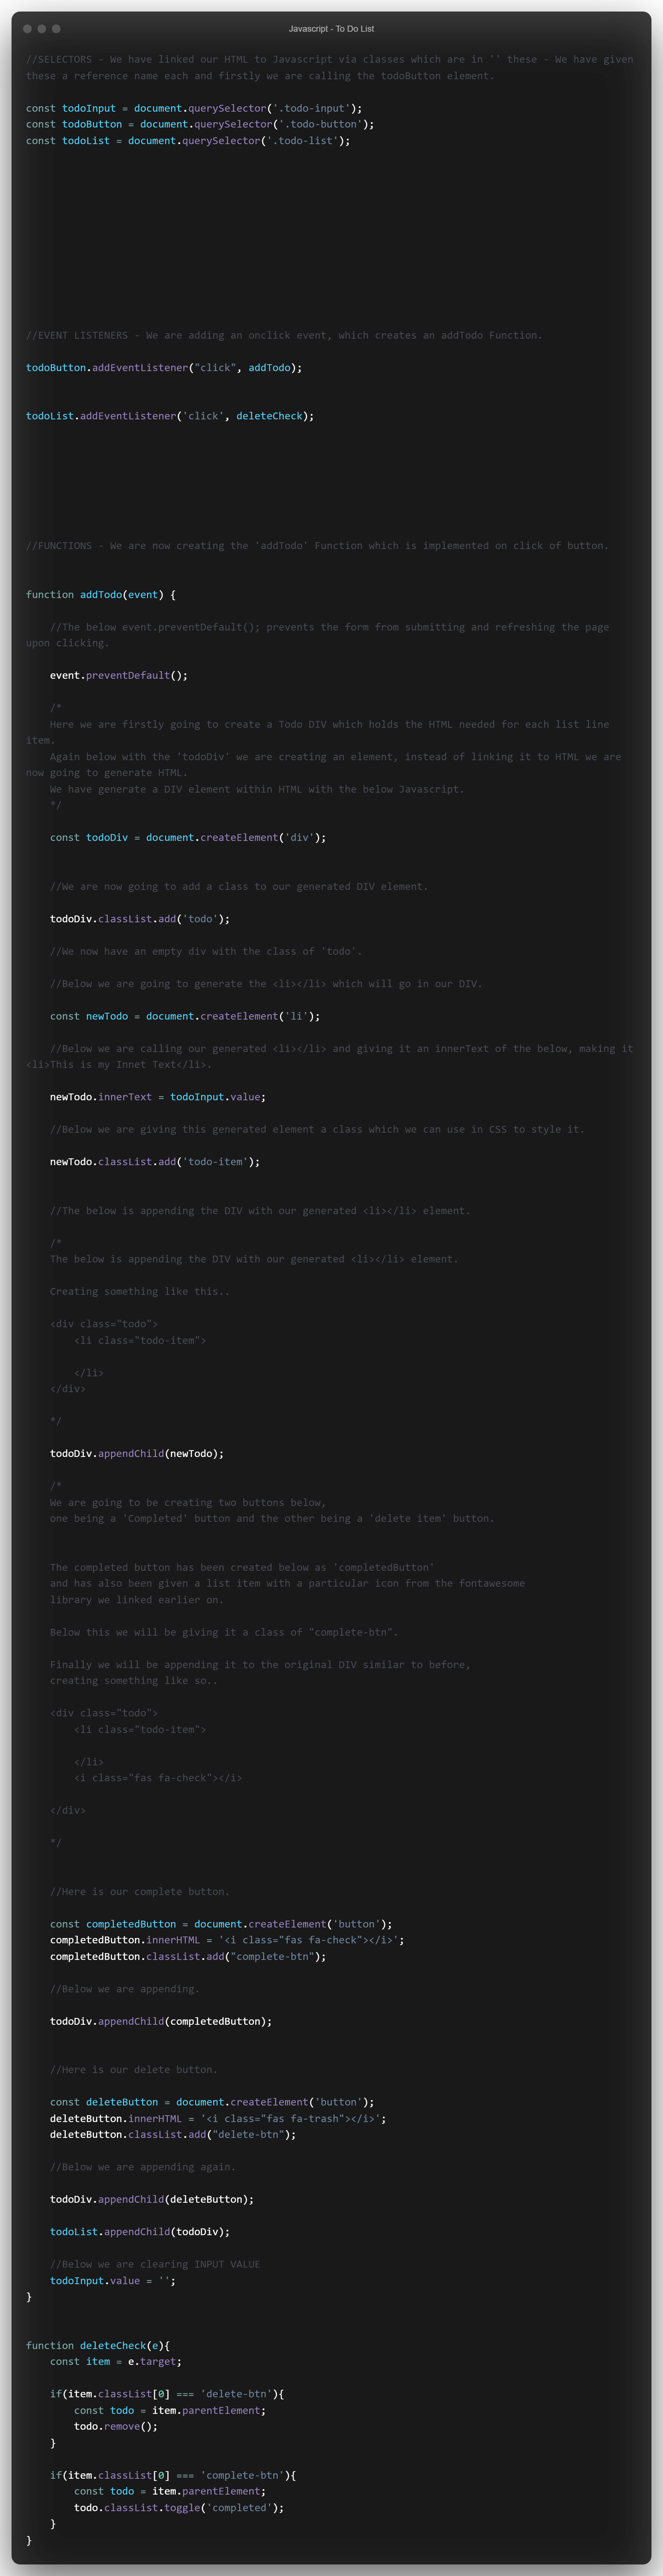 Javascript - To Do List
//SELECTORS - We have linked our HTML to Javascript via classes which are in '' these - We have given
these a reference name each and firstly we are calling the todoButton element.
const todoInput = document.querySelector('.todo-input');
const todoButton = document.querySelector('.todo-button');
const todoList = document.querySelector('.todo-list');
//EVENT LISTENERS - We are adding an onclick event, which creates an addTodo Function.
todoButton.addEventListener("click", addTodo);
todoList.addEventListener('click', deleteCheck);
//FUNCTIONS - We are now creating the 'addTodo' Function which is implemented on click of button.
function addTodo(event) {
//The below event.preventDefault(); prevents the form from submitting and refreshing the page
upon clicking.
event.preventDefault();
/*
Here we are firstly going to create a Todo DIV which holds the HTML needed for each list line
item.
Again below with the 'todoDiv' we are creating an element, instead of linking it to HTML we are
now going to generate HTML.
We have generate a DIV element within HTML with the below Javascript.
*/
const todoDiv = document.createElement('div');
//We are now going to add a class to our generated DIV element.
todoDiv.classList.add('todo');
//We now have an empty div with the class of 'todo'.
//Below we are going to generate the <li></li> which will go in our DIV.
const newTodo = document.createElement('li');
//Below we are calling our generated <li></li> and giving it an innerText of the below, making it
<li>This is my Innet Text</li>.
newTodo.innerText = todoInput.value;
//Below we are giving this generated element a class which we can use in CSS to style it.
newTodo.classList.add('todo-item');
//The below is appending the DIV with our generated <li></li> element.
/*
The below is appending the DIV with our generated <li></li> element.
Creating something like this..
<div class="todo">
<li class="todo-item">
</li>
</div>
*/
todoDiv.appendChild(newTodo);
/*
We are going to be creating two buttons below,
one being a 'Completed' button and the other being a 'delete item' button.
The completed button has been created below as 'completedButton'
and has also been given a list item with a particular icon from the fontawesome
library we linked earlier on.
Below this we will be giving it a class of "complete-btn".
Finally we will be appending it to the original DIV similar to before,
creating something like so..
<div class="todo">
<li class="todo-item">
</li>
<i class="fas fa-check"></i>
</div>
*/
//Here is our complete button.
const completedButton = document.createElement('button');
completedButton.innerHTML = '<i class="fas fa-check"></i>';
completedButton.classList.add("complete-btn");
//Below we are appending.
todoDiv.appendChild(completedButton);
//Here is our delete button.
const deleteButton = document.createElement('button');
deleteButton.innerHTML = '<i class="fas fa-trash"></i>';
deleteButton.classList.add("delete-btn");
//Below we are appending again.
todoDiv.appendChild(deleteButton);
todoList.appendChild(todoDiv);
//Below we are clearing INPUT VALUE
todoInput.value = '';
}
function deleteCheck(e){
const item = e.target;
if(item.classList[0] === 'delete-btn'){
const todo = item.parentElement;
todo.remove();
}
if(item.classList[0] === 'complete-btn'){
const todo = item.parentElement;
todo.classList.toggle('completed');
}
}